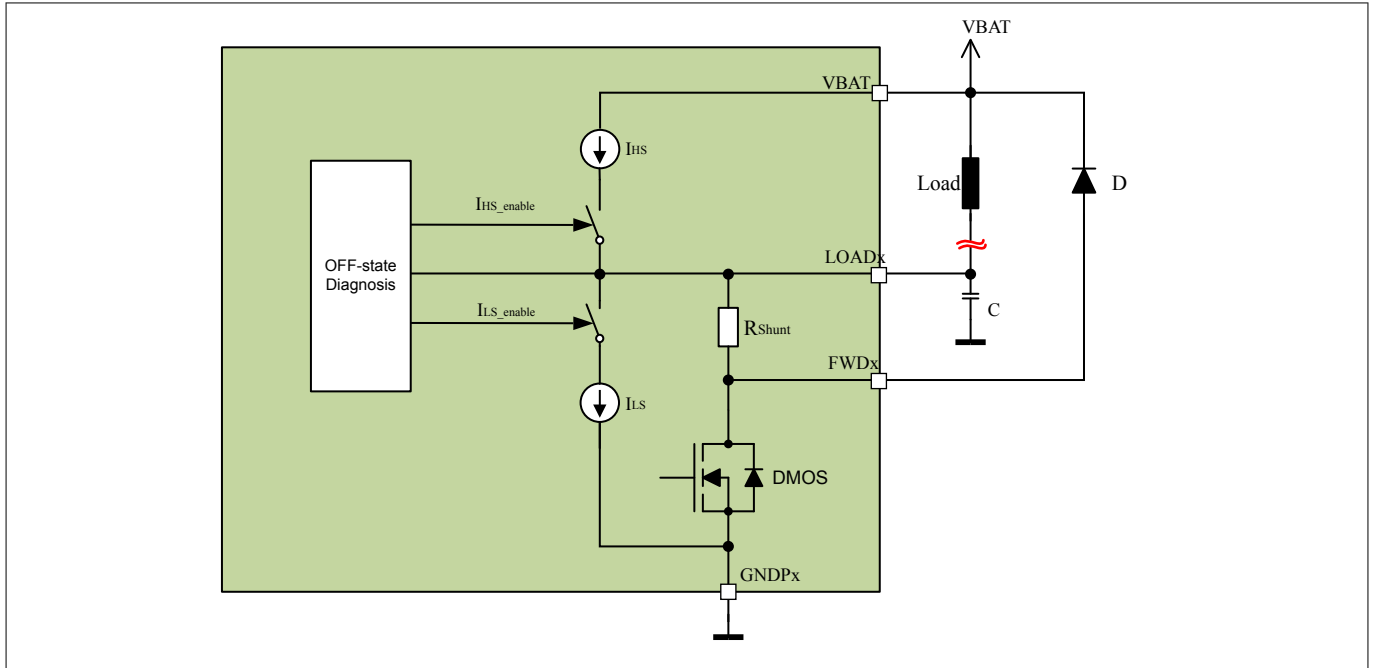 VBAT
VBAT
IHS
Load
D
IHS_enable
LOADx
OFF-state
Diagnosis
ILS_enable
C
RShunt
FWDx
ILS
DMOS
GNDPx